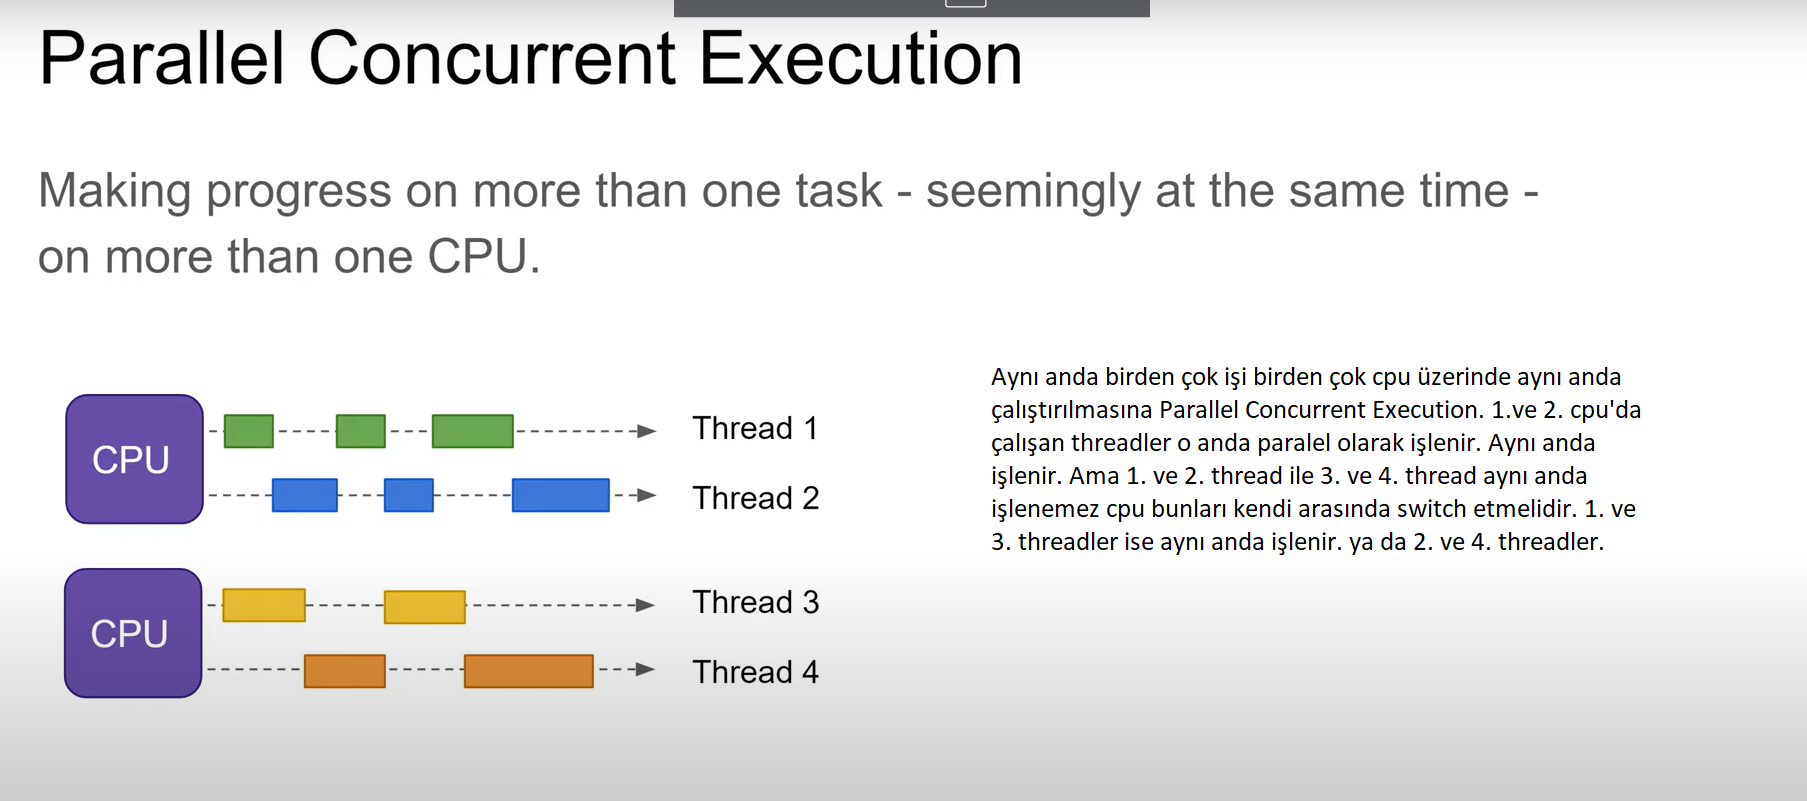 Parallel Concurrent Execution
Making progress on more than one task - seemingly at the same time -
on more than one CPU.
CPU
Thread 1
Thread 2
CPU
Thread 3
Thread 4
Aynı anda birden çok işi birden çok cpu üzerinde aynı anda
çalıştırılmasına Parallel Concurrent Execution. 1.ve 2. cpu'da
çalışan threadler o anda paralel olarak işlenir. Aynı anda
işlenir. Ama 1. ve 2. thread ile 3. ve 4. thread aynı anda
işlenemez cpu bunları kendi arasında switch etmelidir. 1. ve
3. threadler ise aynı anda işlenir. ya da 2. ve 4. threadler.